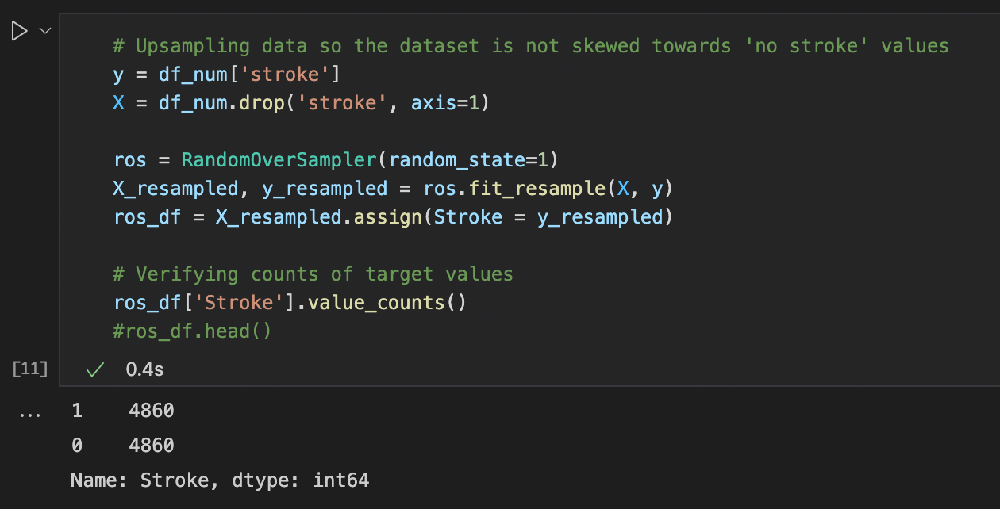 # Upsampling data so the dataset is not skewed towards 'no stroke' values
y = df_num['stroke']
X = df_num.drop('stroke', axis=1)
ros = RandomOverSampler(random_state=1)
X_resampled, y_resampled = ros.fit_resample(X, y)
ros_df = X_resampled.assign(Stroke = y_resampled)
# Verifying counts of target values
ros_df['Stroke'].value_counts()
#ros_df.head()
[11] ✓ 0.4s
... 1 4860
0 4860
Name: Stroke, dtype: int64